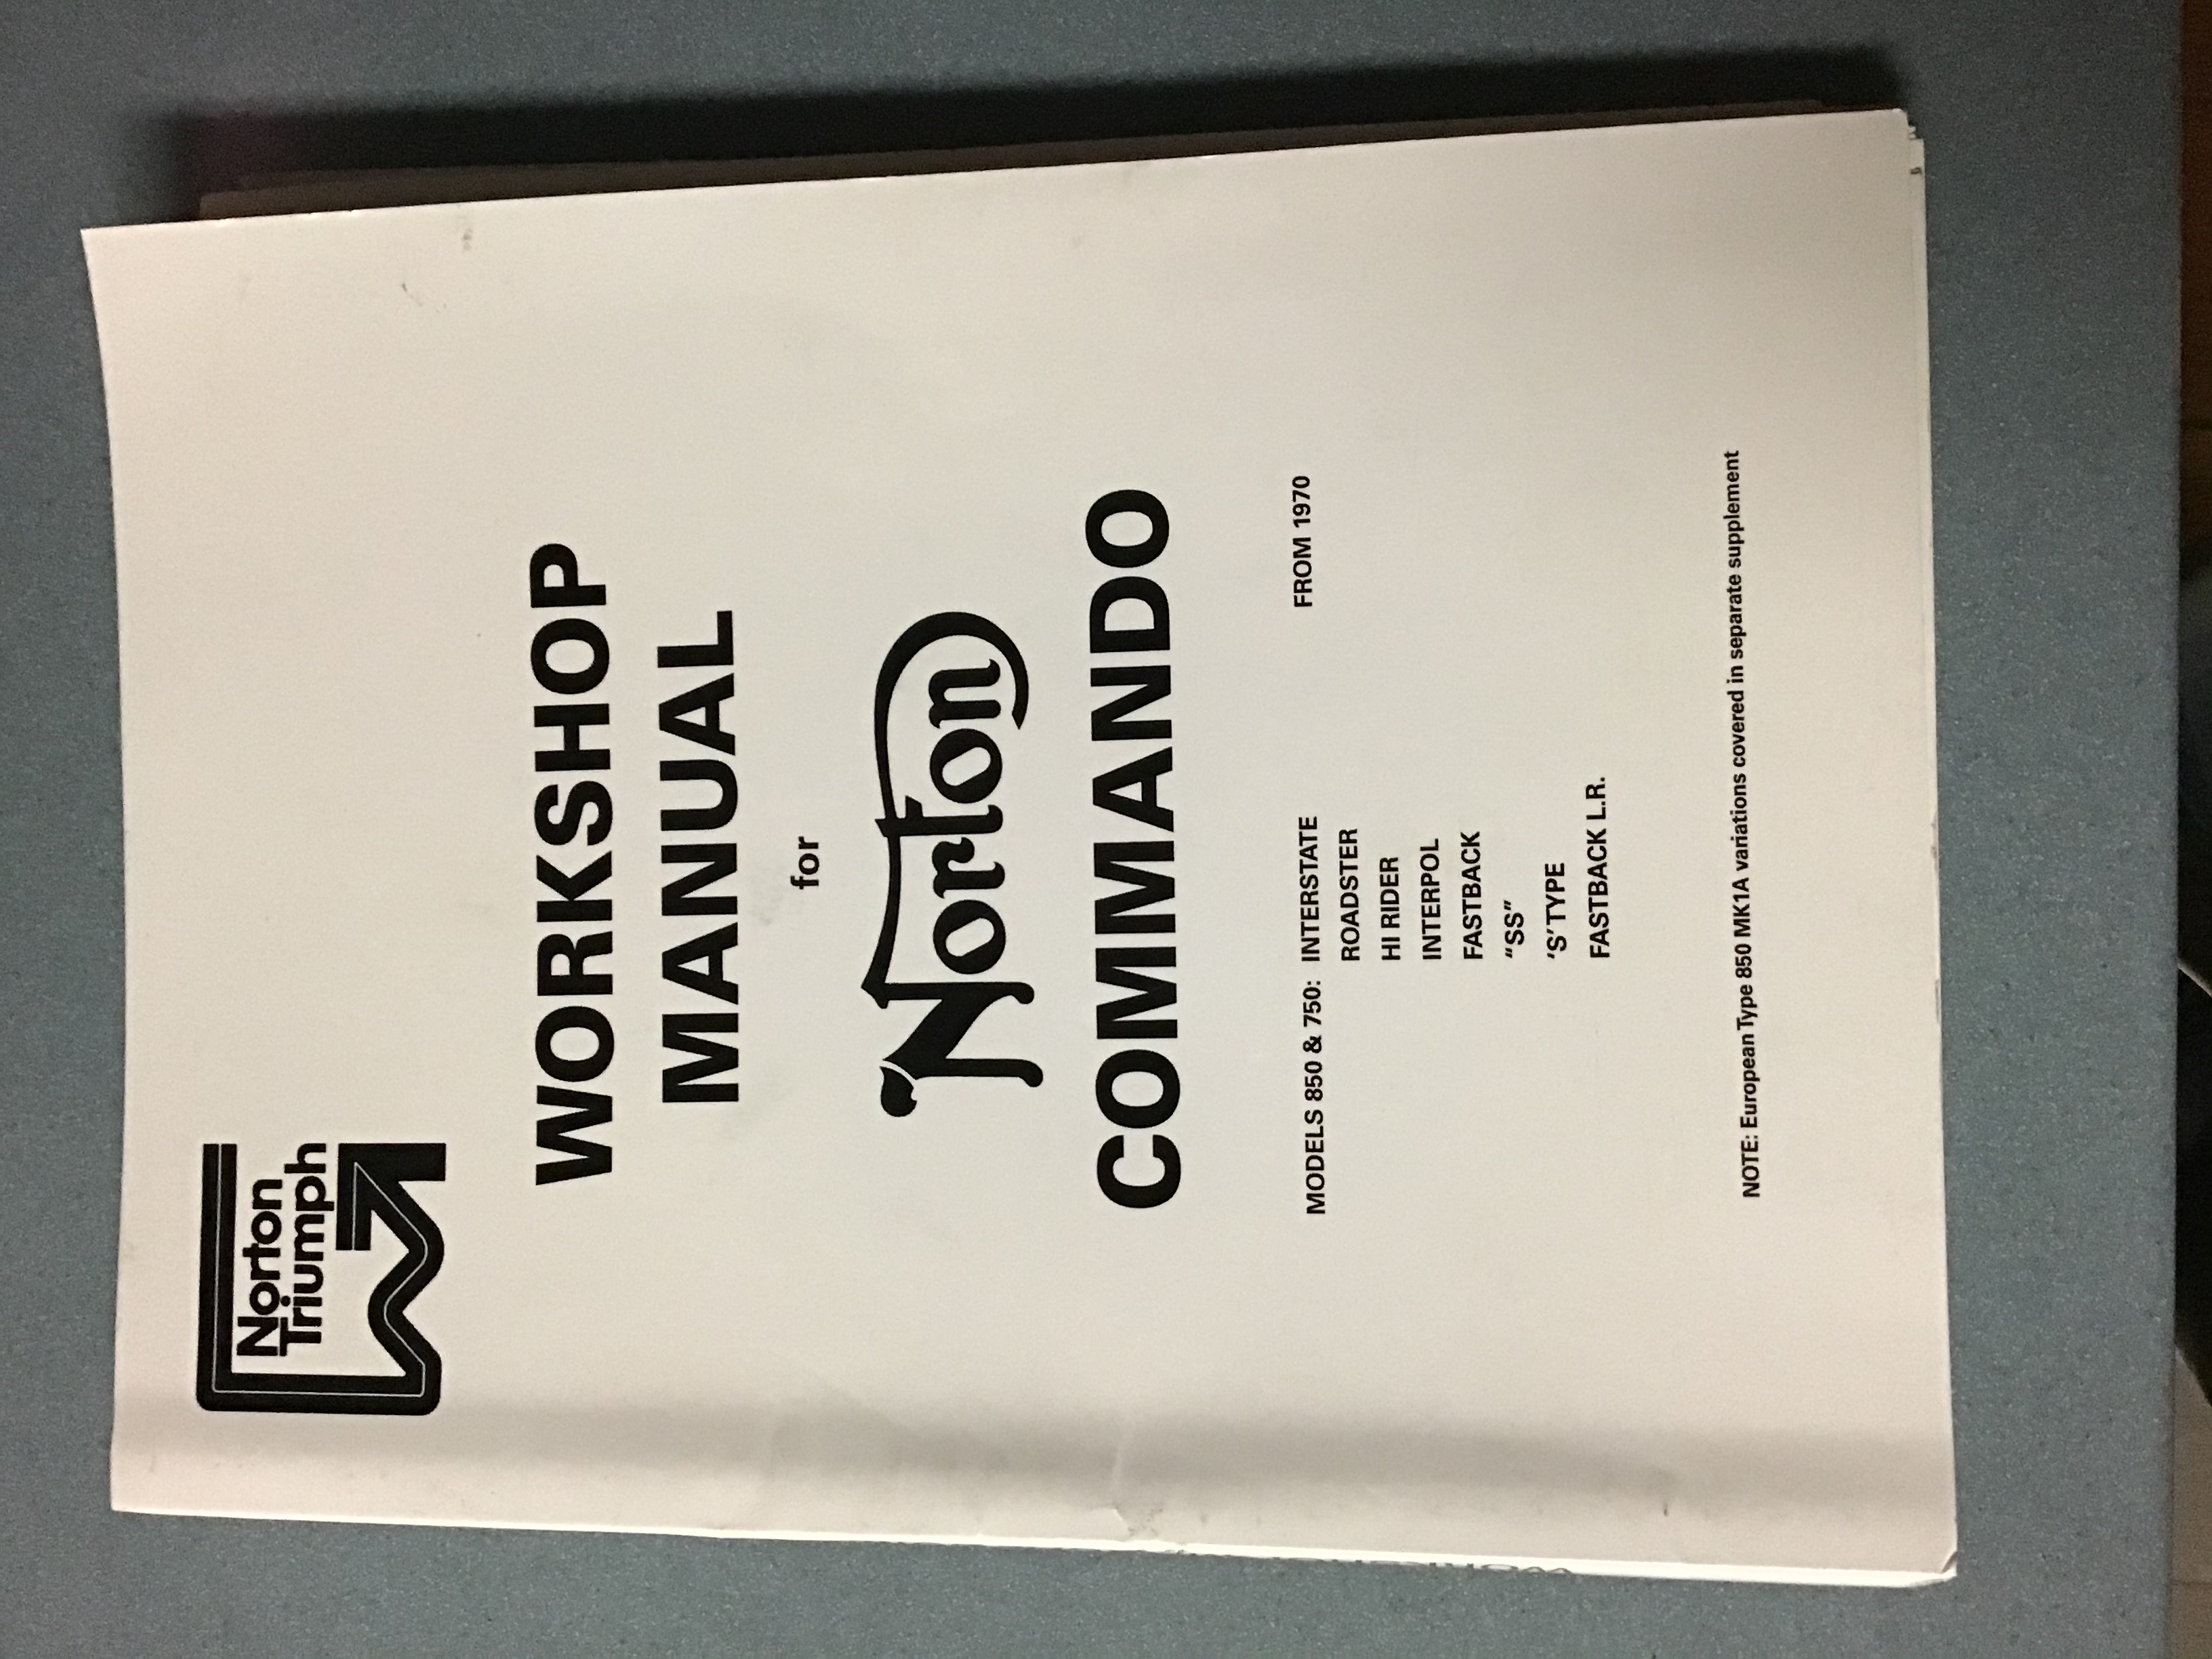 Norton
Triumph
WORKSHOP
MANUAL
for
Norton
COMMANDO
MODELS 850 & 750: INTERSTATE FROM 1970
ROADSTER
HI RIDER
INTERPOL
FASTBACK
“SS”
‘S’ TYPE
FASTBACK L.R.
NOTE: European Type 850 MK1A variations covered in separate supplement